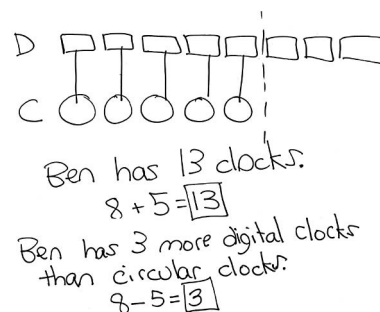 D
C
Ben has 13 clocks.
8 + 5 = 13
Ben has 3 more digital clocks
than circular clocks.
8 - 5 = 3